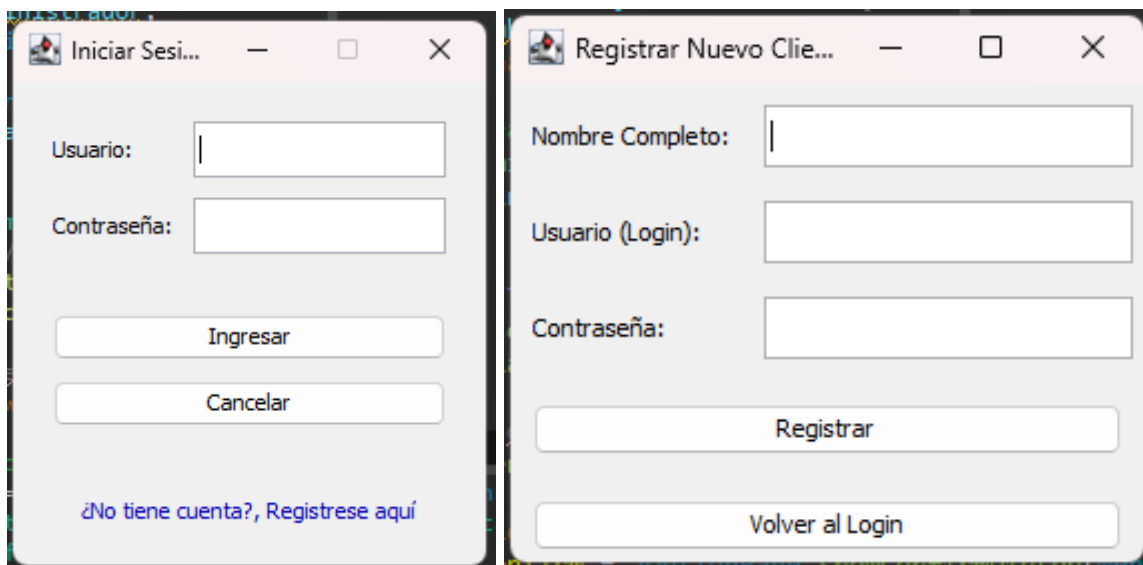 Iniciar Sesi...
Usuario:
Contraseña:
Ingresar
Cancelar
¿No tiene cuenta?, Registrese aquí
Registrar Nuevo Clie...
Nombre Completo:
Usuario (Login):
Contraseña:
Registrar
Volver al Login